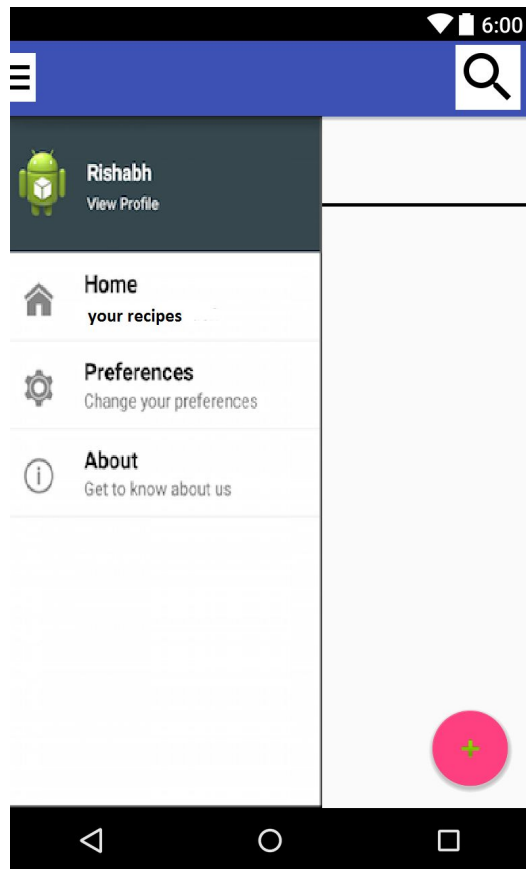 6:00
Rishabh
View Profile
Home
your recipes
Preferences
Change your preferences
About
Get to know about us